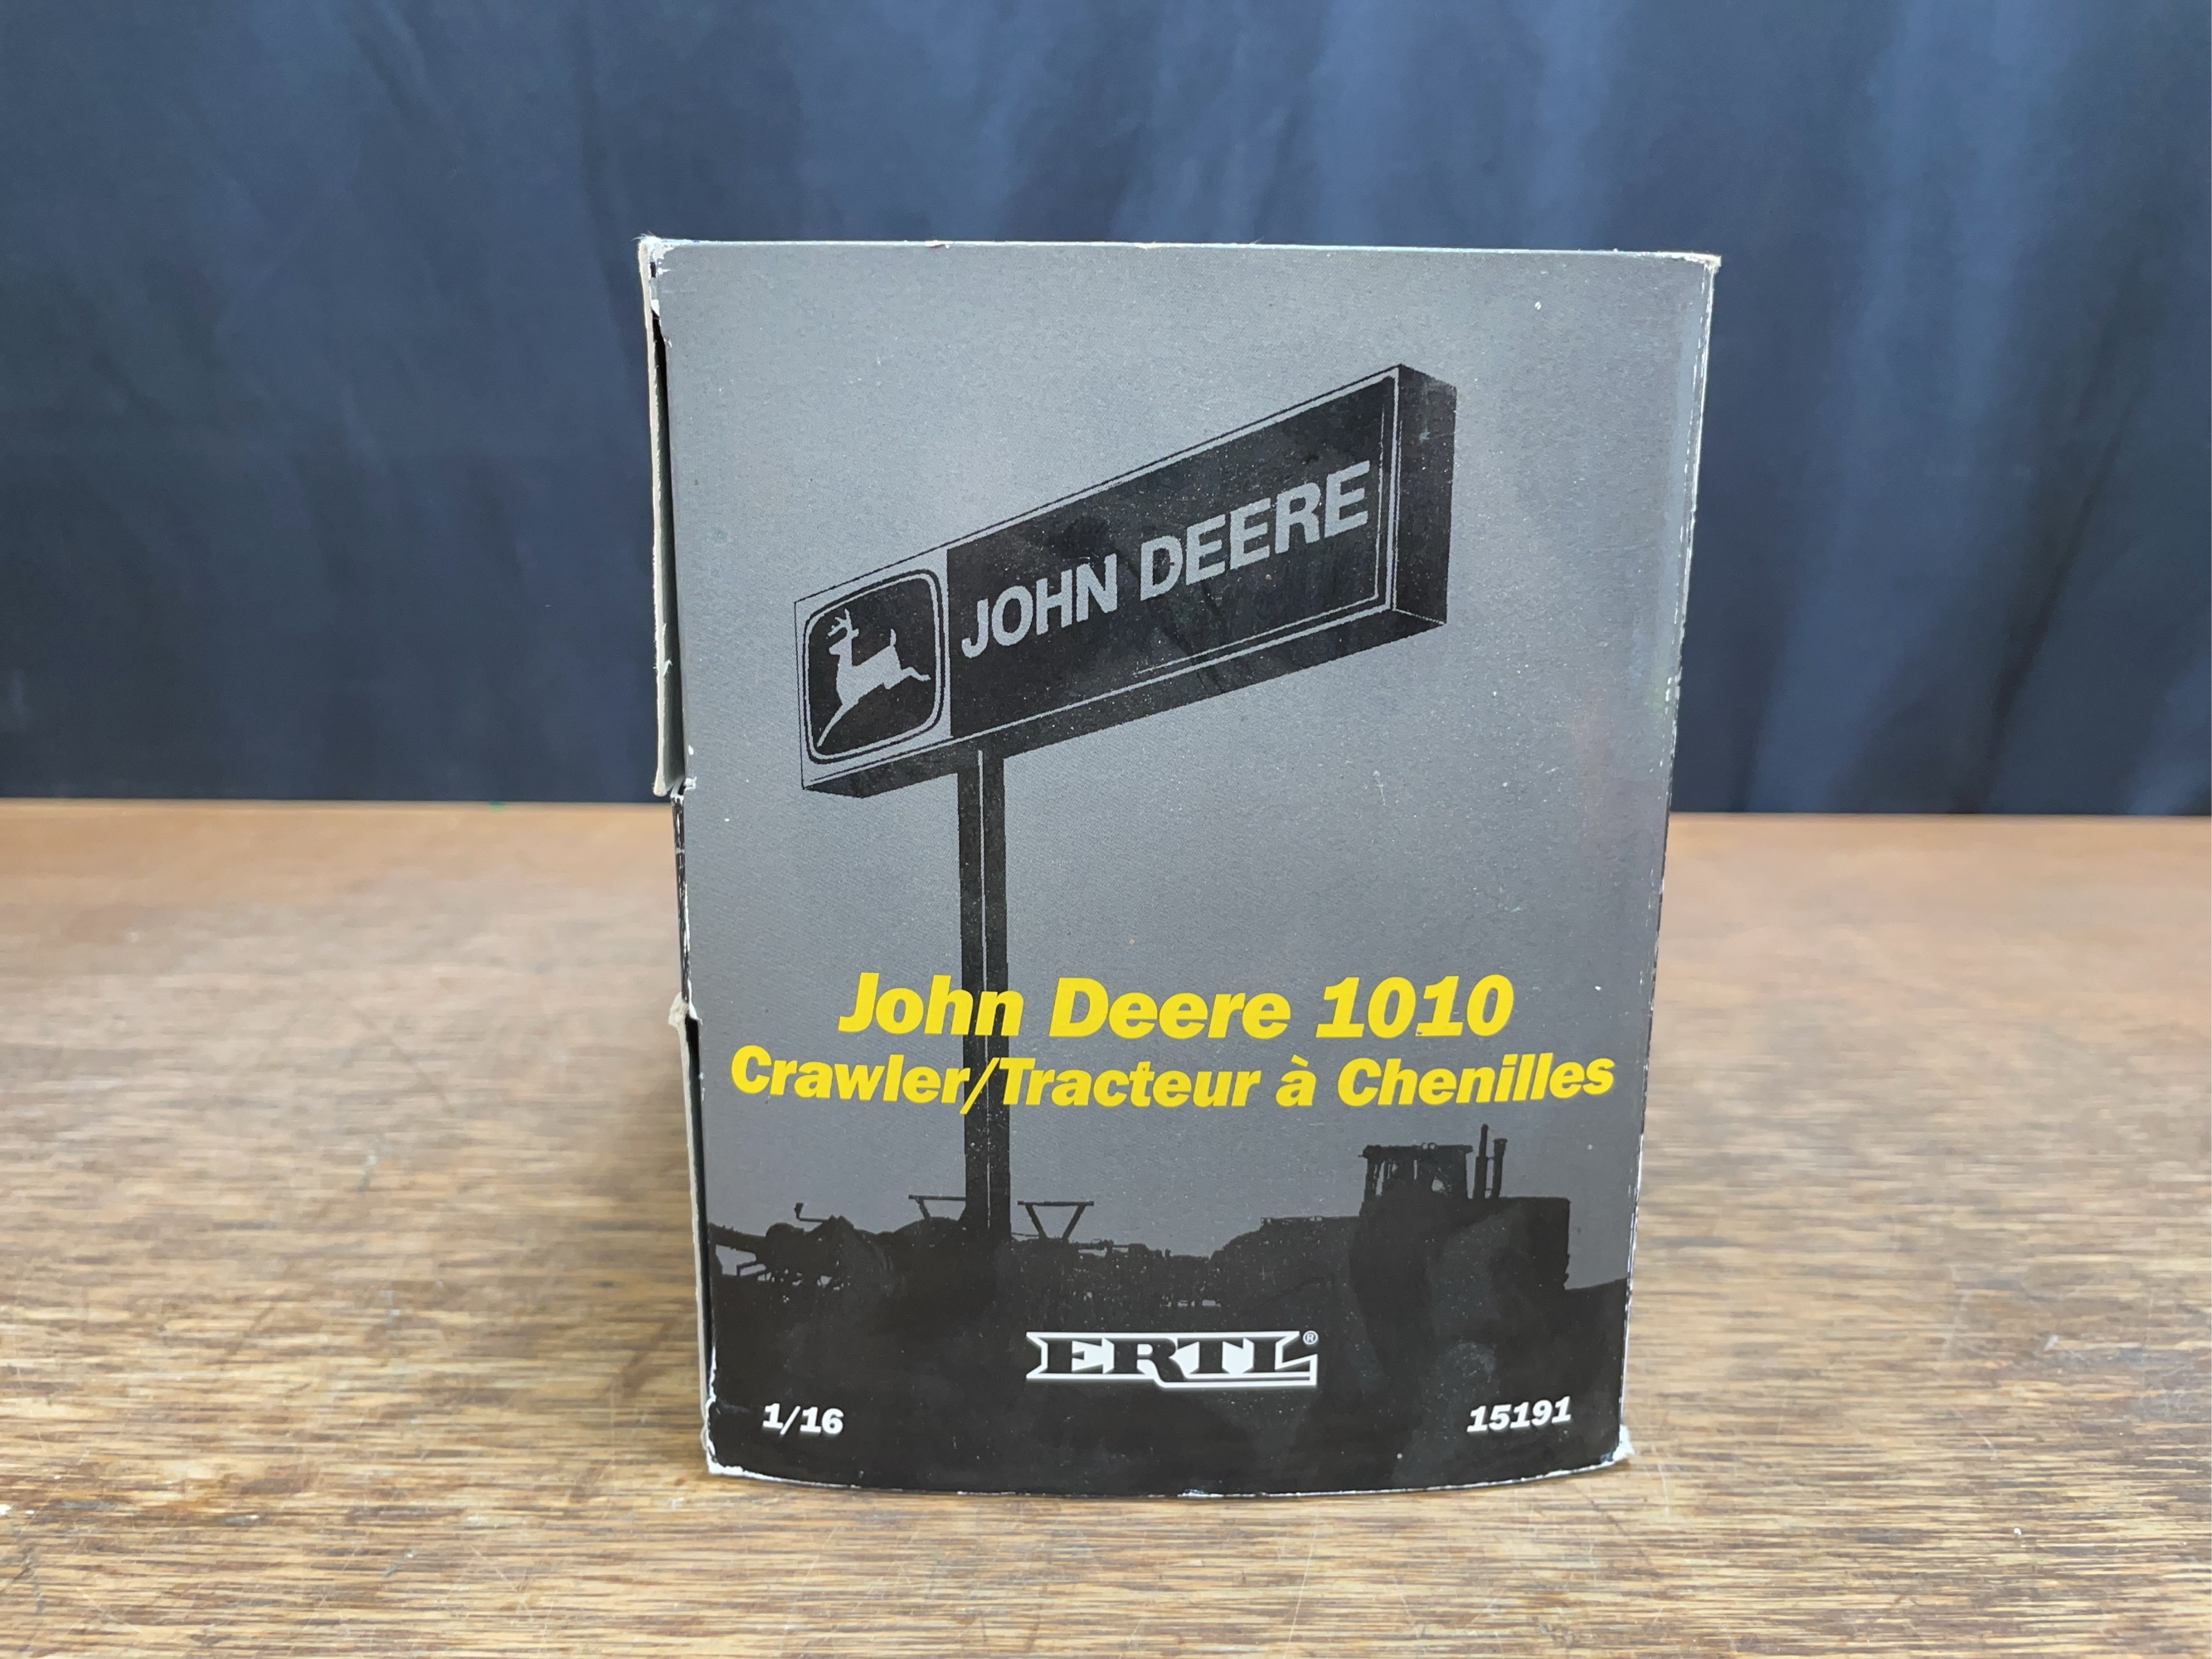 JOHN DEERE
John Deere 1010
Crawler/Tracteur à Chenilles
ERTL®
1/16
15191